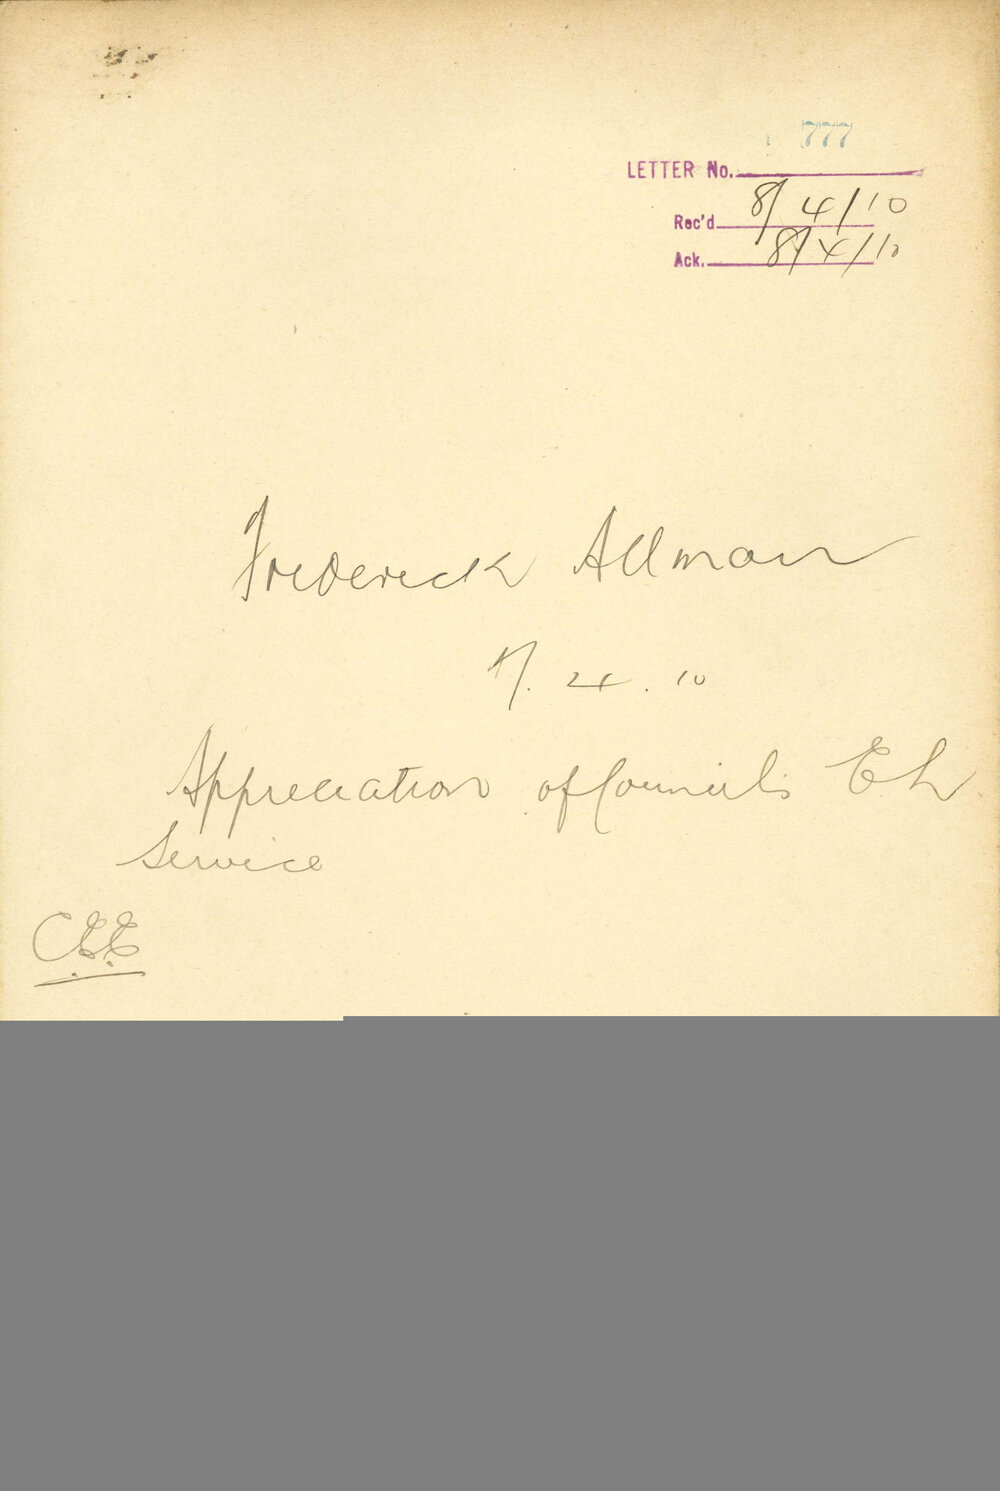 777
LETTER No.
Rec'd 8/4/10
Ack. 8/4/10
Frederick Allman
7. 4. 10
Appreciation of Council's E L
Service
C.E.E